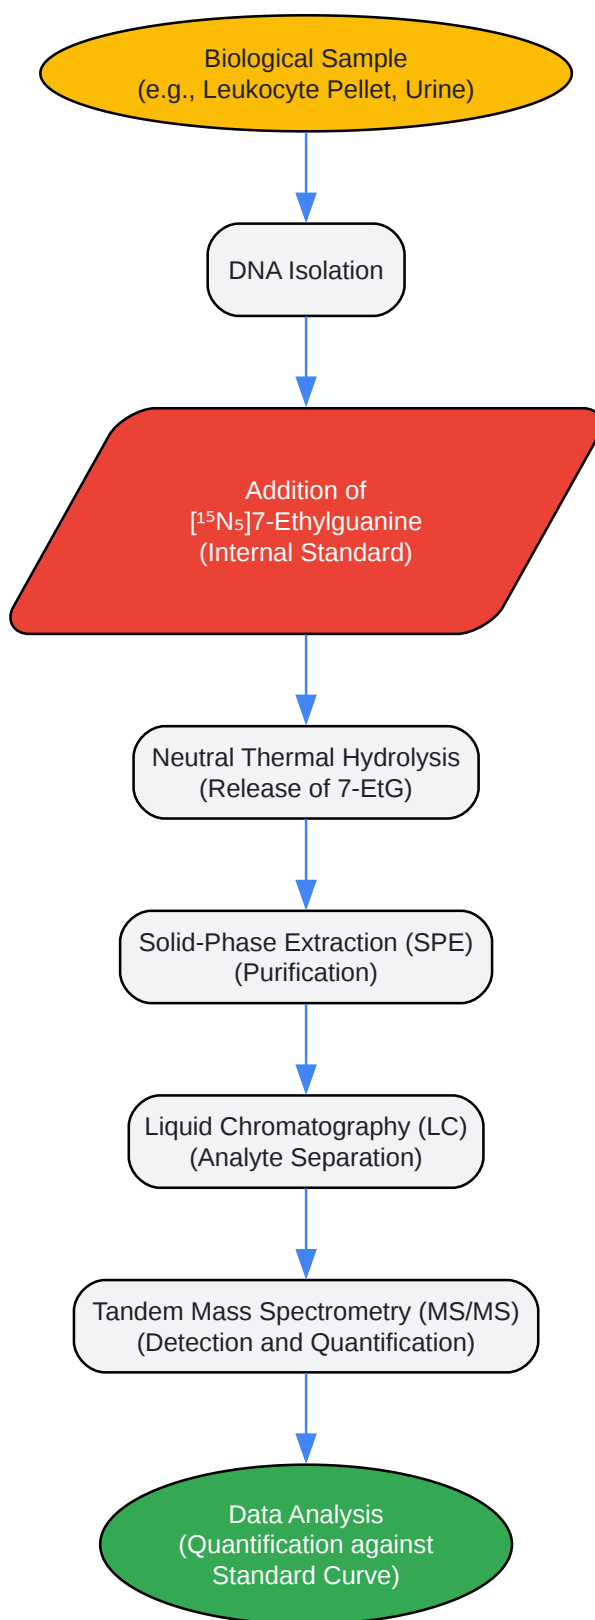 Biological Sample
(e.g., Leukocyte Pellet, Urine)
DNA Isolation
Addition of
[¹⁵N₅]7-Ethylguanine
(Internal Standard)
Neutral Thermal Hydrolysis
(Release of 7-EtG)
Solid-Phase Extraction (SPE)
(Purification)
Liquid Chromatography (LC)
(Analyte Separation)
Tandem Mass Spectrometry (MS/MS)
(Detection and Quantification)
Data Analysis
(Quantification against
Standard Curve)